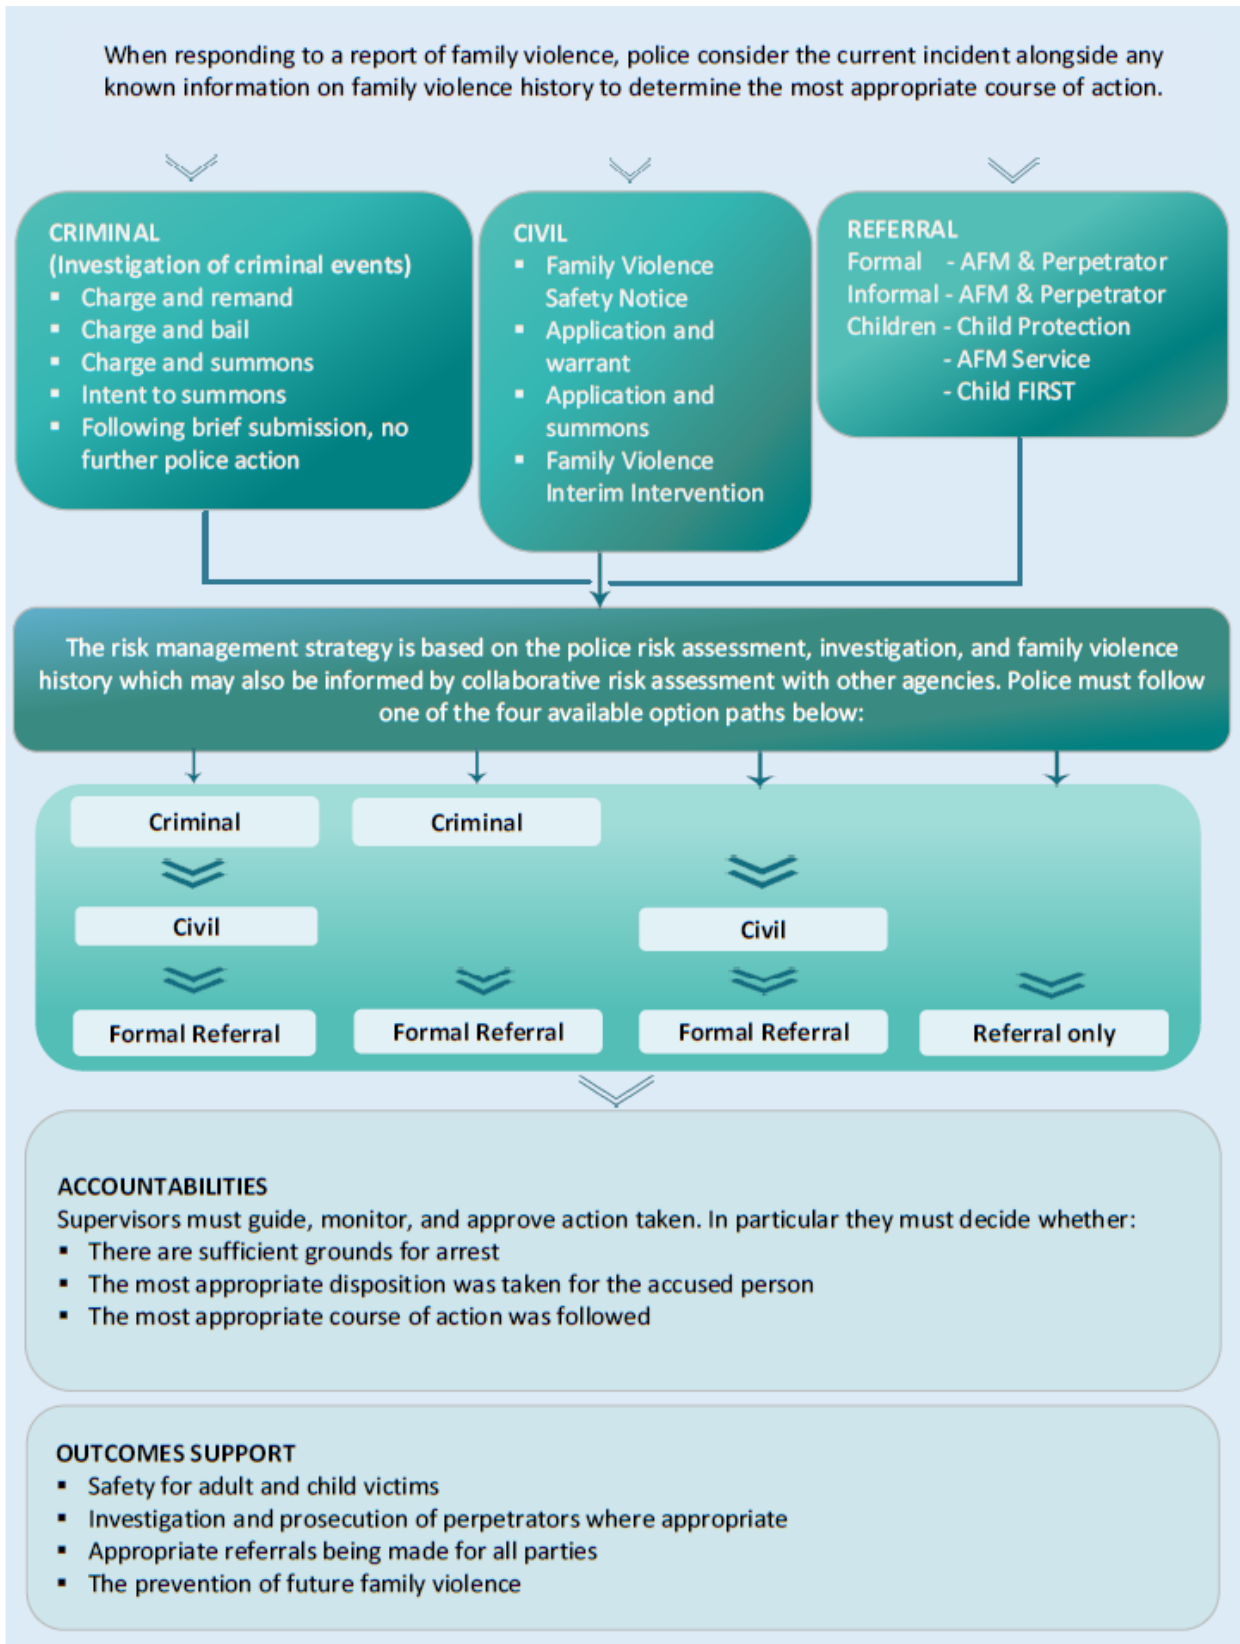 When responding to a report of family violence, police consider the current incident alongside any
known information on family violence history to determine the most appropriate course of action.
CRIMINAL
(Investigation of criminal events)
▪ Charge and remand
▪ Charge and bail
▪ Charge and summons
▪ Intent to summons
▪ Following brief submission, no
further police action
CIVIL
▪ Family Violence
Safety Notice
▪ Application and
warrant
▪ Application and
summons
▪ Family Violence
Interim Intervention
REFERRAL
Formal - AFM & Perpetrator
Informal - AFM & Perpetrator
Children - Child Protection
- AFM Service
- Child FIRST
The risk management strategy is based on the police risk assessment, investigation, and family violence
history which may also be informed by collaborative risk assessment with other agencies. Police must follow
one of the four available option paths below:
Criminal
Civil
Formal Referral
Criminal
Formal Referral
Civil
Formal Referral
Referral only
ACCOUNTABILITIES
Supervisors must guide, monitor, and approve action taken. In particular they must decide whether:
▪ There are sufficient grounds for arrest
▪ The most appropriate disposition was taken for the accused person
▪ The most appropriate course of action was followed
OUTCOMES SUPPORT
▪ Safety for adult and child victims
▪ Investigation and prosecution of perpetrators where appropriate
▪ Appropriate referrals being made for all parties
▪ The prevention of future family violence